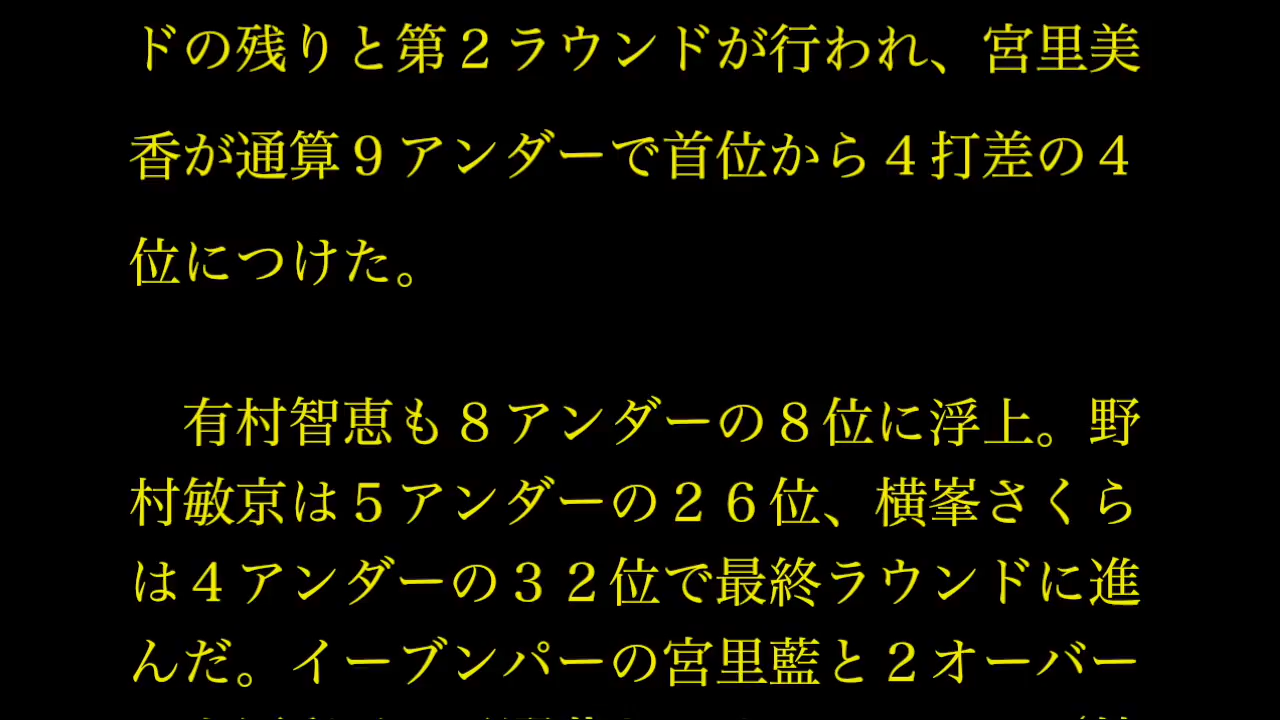 ドの残りと第２ラウンドが行われ、宮里美
香が通算９アンダーで首位から４打差の４
位につけた。
　有村智恵も８アンダーの８位に浮上。野
村敏京は５アンダーの２６位、横峯さくら
は４アンダーの３２位で最終ラウンドに進
んだ。イーブンパーの宮里藍と２オーバー